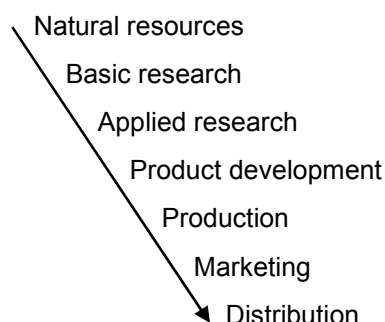 Natural resources
Basic research
Applied research
Product development
Production
Marketing
Distribution